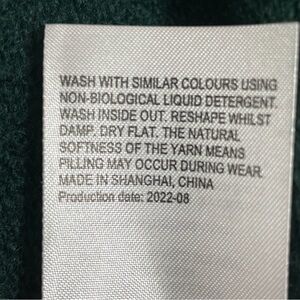 WASH WITH SIMILAR COLOURS USING
NON-BIOLOGICAL LIQUID DETERGENT.
WASH INSIDE OUT. RESHAPE WHILST
DAMP. DRY FLAT. THE NATURAL
SOFTNESS OF THE YARN MEANS
PILLING MAY OCCUR DURING WEAR.
MADE IN SHANGHAI, CHINA
Production date: 2022-08